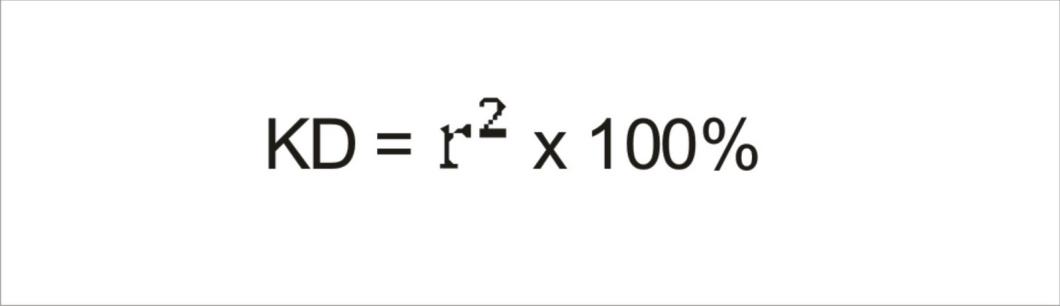 KD = r² x 100%